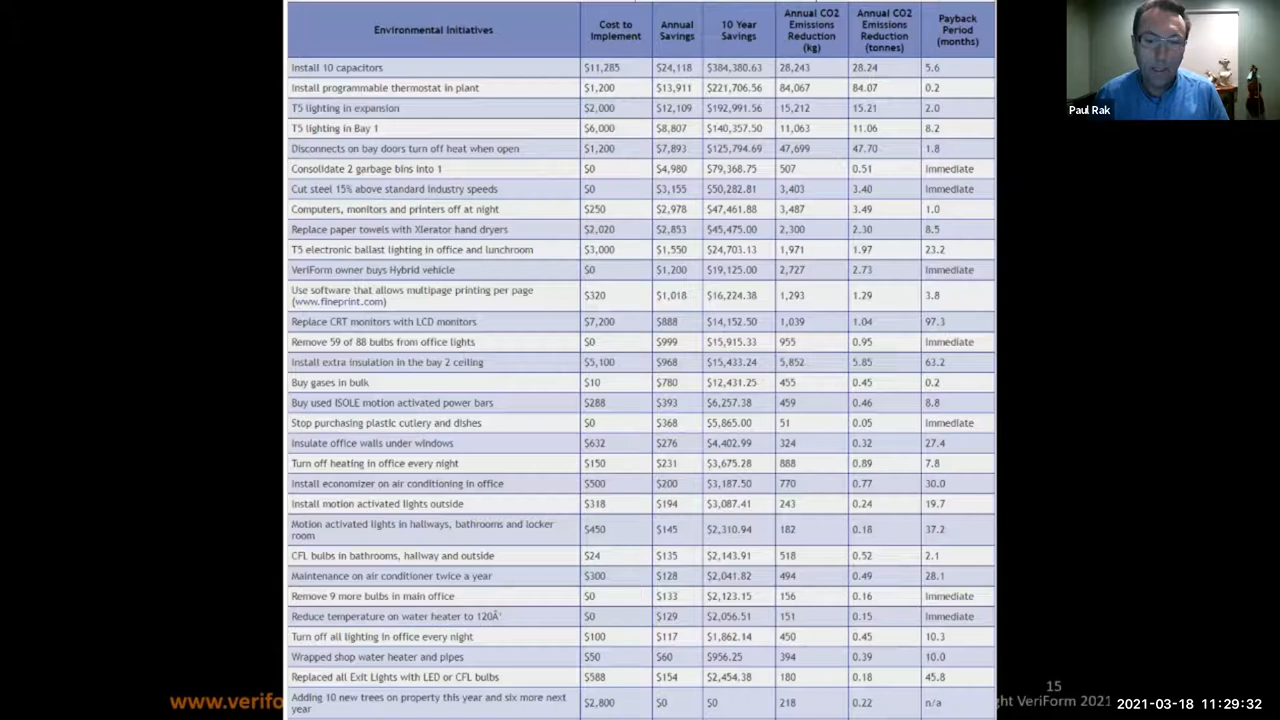 Environmental Initiatives Cost to Implement Annual Savings 10 Year Savings Annual CO2 Emissions Reduction (kg) Annual CO2 Emissions Reduction (tonnes) Payback Period (months)
Install 10 capacitors $11,285 $24,118 $384,380.63 28,243 28.24 5.6
Install programmable thermostat in plant $1,200 $13,911 $221,706.56 84,067 84.07 0.2
T5 lighting in expansion $2,000 $12,109 $192,991.56 15,212 15.21 2.0
T5 lighting in Bay 1 $6,000 $8,807 $140,357.50 11,063 11.06 8.2
Disconnects on bay doors turn off heat when open $1,200 $7,893 $125,794.69 47,699 47.70 1.8
Consolidate 2 garbage bins into 1 $0 $4,980 $79,368.75 507 0.51 Immediate
Cut steel 15% above standard industry speeds $0 $3,155 $50,282.81 3,403 3.40 Immediate
Computers, monitors and printers off at night $250 $2,978 $47,461.88 3,487 3.49 1.0
Replace paper towels with Xlerator hand dryers $2,020 $2,853 $45,475.00 2,300 2.30 8.5
T5 electronic ballast lighting in office and lunchroom $3,000 $1,550 $24,703.13 1,971 1.97 23.2
VeriForm owner buys Hybrid vehicle $0 $1,200 $19,125.00 2,727 2.73 Immediate
Use software that allows multipage printing per page
(www.fineprint.com) $320 $1,018 $16,224.38 1,293 1.29 3.8
Replace CRT monitors with LCD monitors $7,200 $888 $14,152.50 1,039 1.04 97.3
Remove 59 of 88 bulbs from office lights $0 $999 $15,915.33 955 0.95 Immediate
Install extra insulation in the bay 2 ceiling $5,100 $968 $15,433.24 5,852 5.85 63.2
Buy gases in bulk $10 $780 $12,431.25 455 0.45 0.2
Buy used ISOLE motion activated power bars $288 $393 $6,257.38 459 0.46 8.8
Stop purchasing plastic cutlery and dishes $0 $368 $5,865.00 51 0.05 Immediate
Insulate office walls under windows $632 $276 $4,402.99 324 0.32 27.4
Turn off heating in office every night $150 $231 $3,675.28 888 0.89 7.8
Install economizer on air conditioning in office $500 $200 $3,187.50 770 0.77 30.0
Install motion activated lights outside $318 $194 $3,087.41 243 0.24 19.7
Motion activated lights in hallways, bathrooms and locker
room $450 $145 $2,310.94 182 0.18 37.2
CFL bulbs in bathrooms, hallway and outside $24 $135 $2,143.91 518 0.52 2.1
Maintenance on air conditioner twice a year $300 $128 $2,041.82 494 0.49 28.1
Remove 9 more bulbs in main office $0 $133 $2,123.15 156 0.16 Immediate
Reduce temperature on water heater to 120Â° $0 $129 $2,056.51 151 0.15 Immediate
Turn off all lighting in office every night $100 $117 $1,862.14 450 0.45 10.3
Wrapped shop water heater and pipes $50 $60 $956.25 394 0.39 10.0
Replaced all Exit Lights with LED or CFL bulbs $588 $154 $2,454.38 180 0.18 45.8
Adding 10 new trees on property this year and six more next
year $2,800 $0 $0 218 0.22 n/a
Paul Rak
15
www.verifo
ht VeriForm 2021
2021-03-18 11:29:32